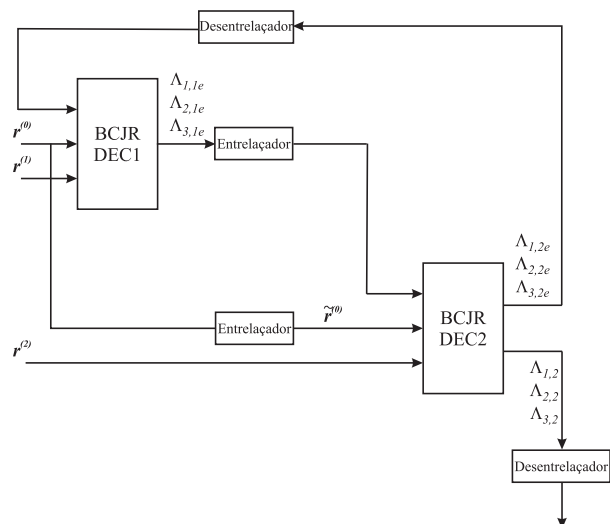 Desentrelaçador
Λ1,1e
Λ2,1e
Λ3,1e
r(0)
r(1)
BCJR
DEC1
Entrelaçador
Λ1,2e
Λ2,2e
Λ3,2e
BCJR
DEC2
Entrelaçador
r̃(0)
r(2)
Λ1,2
Λ2,2
Λ3,2
Desentrelaçador